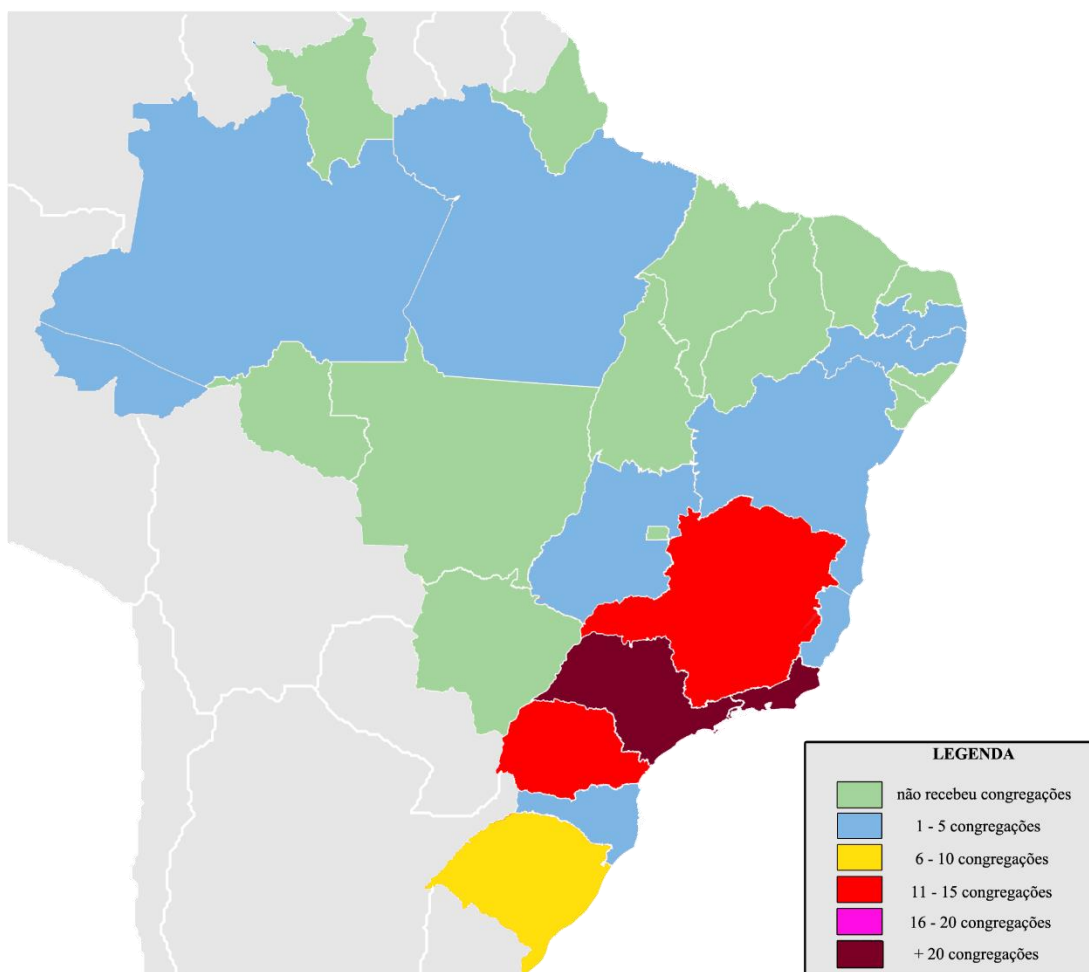 LEGENDA
não recebeu congregações
1 - 5 congregações
6 - 10 congregações
11 - 15 congregações
16 - 20 congregações
+ 20 congregações